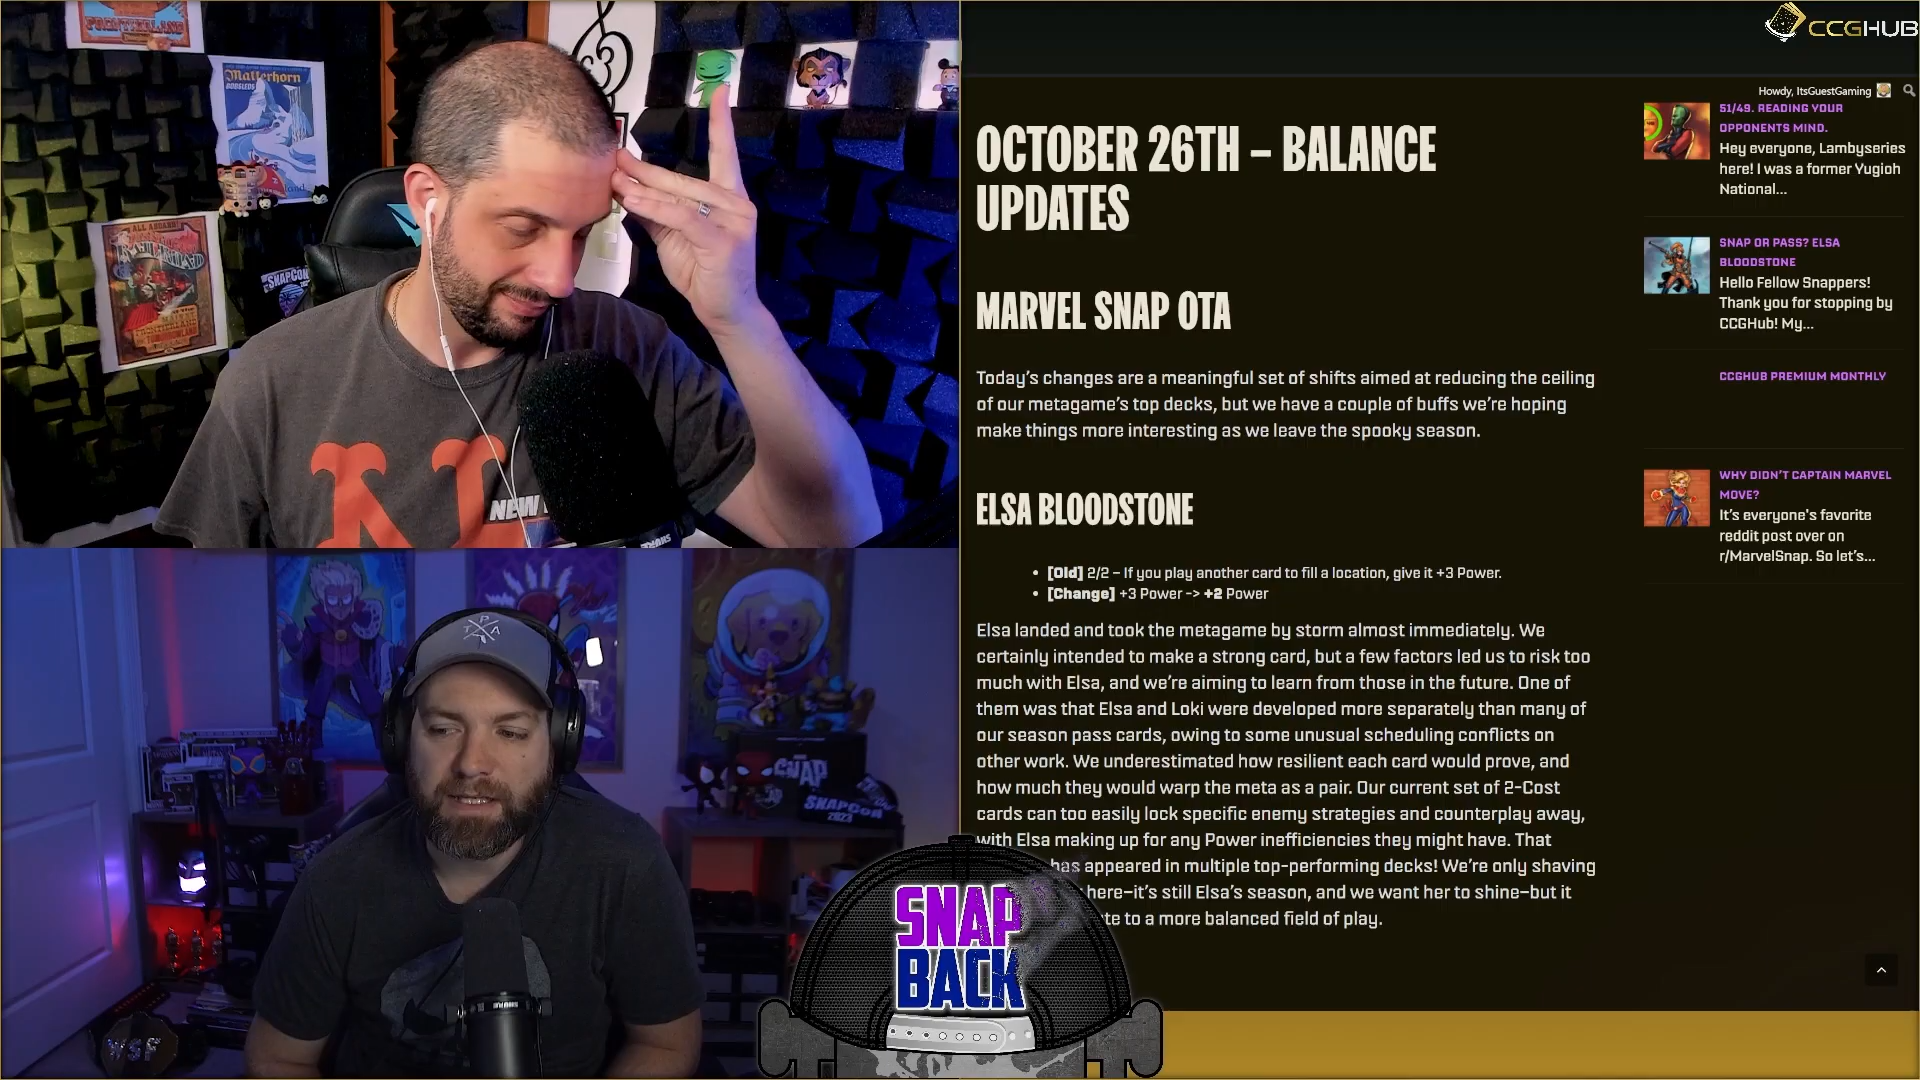 Matterhorn
BOBSLEDS
ALL ABOARD!
SNAPCON
NEW
SHURE
TPA
SNAP
SNAPCON
2023
SHURE
WSF
SNAP
BACK
CCGHUB
Howdy, ItsGuestGaming
OCTOBER 26TH – BALANCE
UPDATES
MARVEL SNAP OTA
Today’s changes are a meaningful set of shifts aimed at reducing the ceiling
of our metagame’s top decks, but we have a couple of buffs we’re hoping
make things more interesting as we leave the spooky season.
ELSA BLOODSTONE
• [Old] 2/2 – If you play another card to fill a location, give it +3 Power.
• [Change] +3 Power -> +2 Power
Elsa landed and took the metagame by storm almost immediately. We
certainly intended to make a strong card, but a few factors led us to risk too
much with Elsa, and we’re aiming to learn from those in the future. One of
them was that Elsa and Loki were developed more separately than many of
our season pass cards, owing to some unusual scheduling conflicts on
other work. We underestimated how resilient each card would prove, and
how much they would warp the meta as a pair. Our current set of 2-Cost
cards can too easily lock specific enemy strategies and counterplay away,
with Elsa making up for any Power inefficiencies they might have. That
has appeared in multiple top-performing decks! We’re only shaving
here–it’s still Elsa’s season, and we want her to shine–but it
to a more balanced field of play.
51/49. READING YOUR
OPPONENTS MIND.
Hey everyone, Lambyseries
here! I was a former Yugioh
National...
SNAP OR PASS? ELSA
BLOODSTONE
Hello Fellow Snappers!
Thank you for stopping by
CCGHub! My...
CCGHUB PREMIUM MONTHLY
WHY DIDN’T CAPTAIN MARVEL
MOVE?
It’s everyone's favorite
reddit post over on
r/MarvelSnap. So let’s...